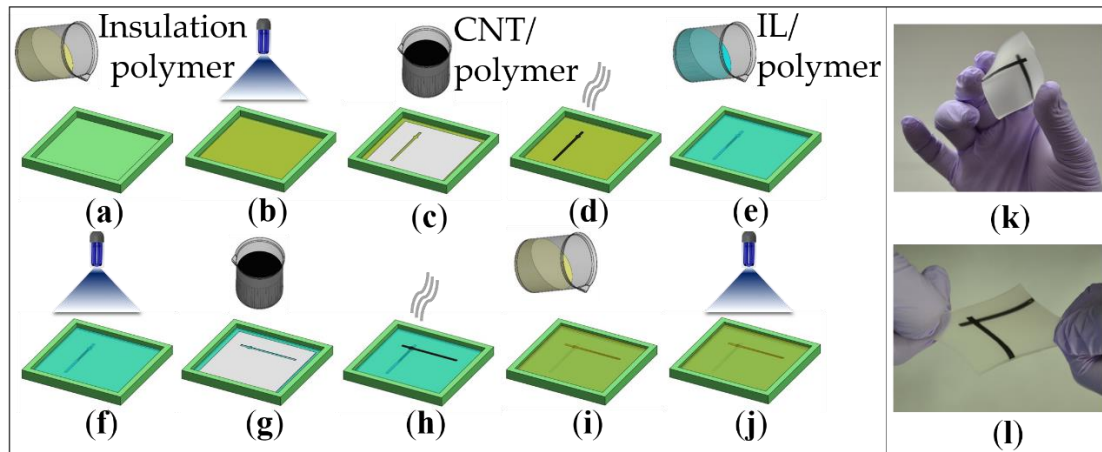 Insulation
polymer
CNT/
polymer
IL/
polymer
(a)
(b)
(c)
(d)
(e)
(k)
(f)
(g)
(h)
(i)
(j)
(l)